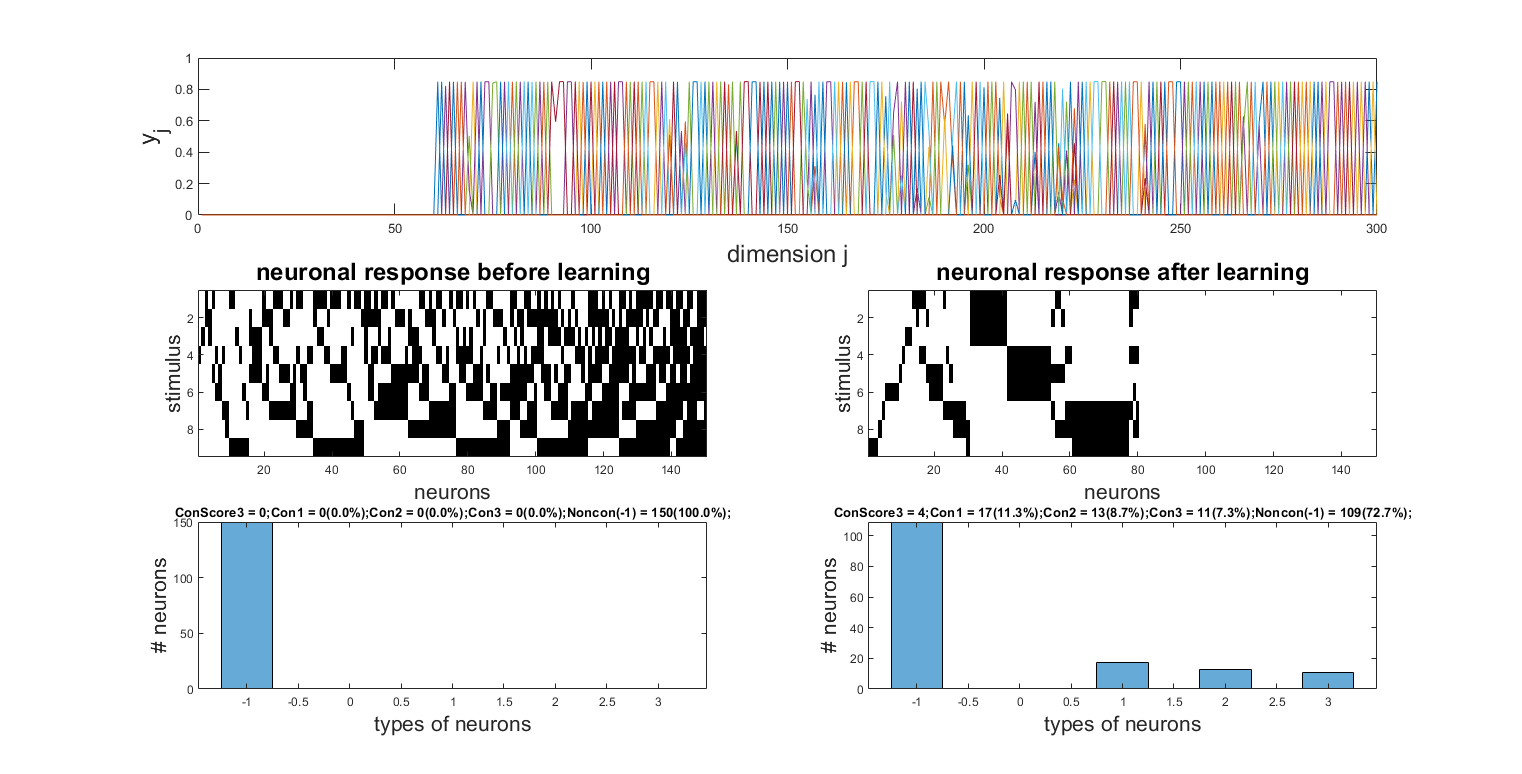 1
0.8
0.6
0.4
0.2
0
y_j
0 50 100 150 200 250 300
dimension j
neuronal response before learning
2
4
6
8
stimulus
20 40 60 80 100 120 140
neurons
neuronal response after learning
2
4
6
8
stimulus
20 40 60 80 100 120 140
neurons
ConScore3 = 0;Con1 = 0(0.0%);Con2 = 0(0.0%);Con3 = 0(0.0%);Noncon(-1) = 150(100.0%);
150
100
50
0
# neurons
-1 -0.5 0 0.5 1 1.5 2 2.5 3
types of neurons
ConScore3 = 4;Con1 = 17(11.3%);Con2 = 13(8.7%);Con3 = 11(7.3%);Noncon(-1) = 109(72.7%);
100
80
60
40
20
0
# neurons
-1 -0.5 0 0.5 1 1.5 2 2.5 3
types of neurons